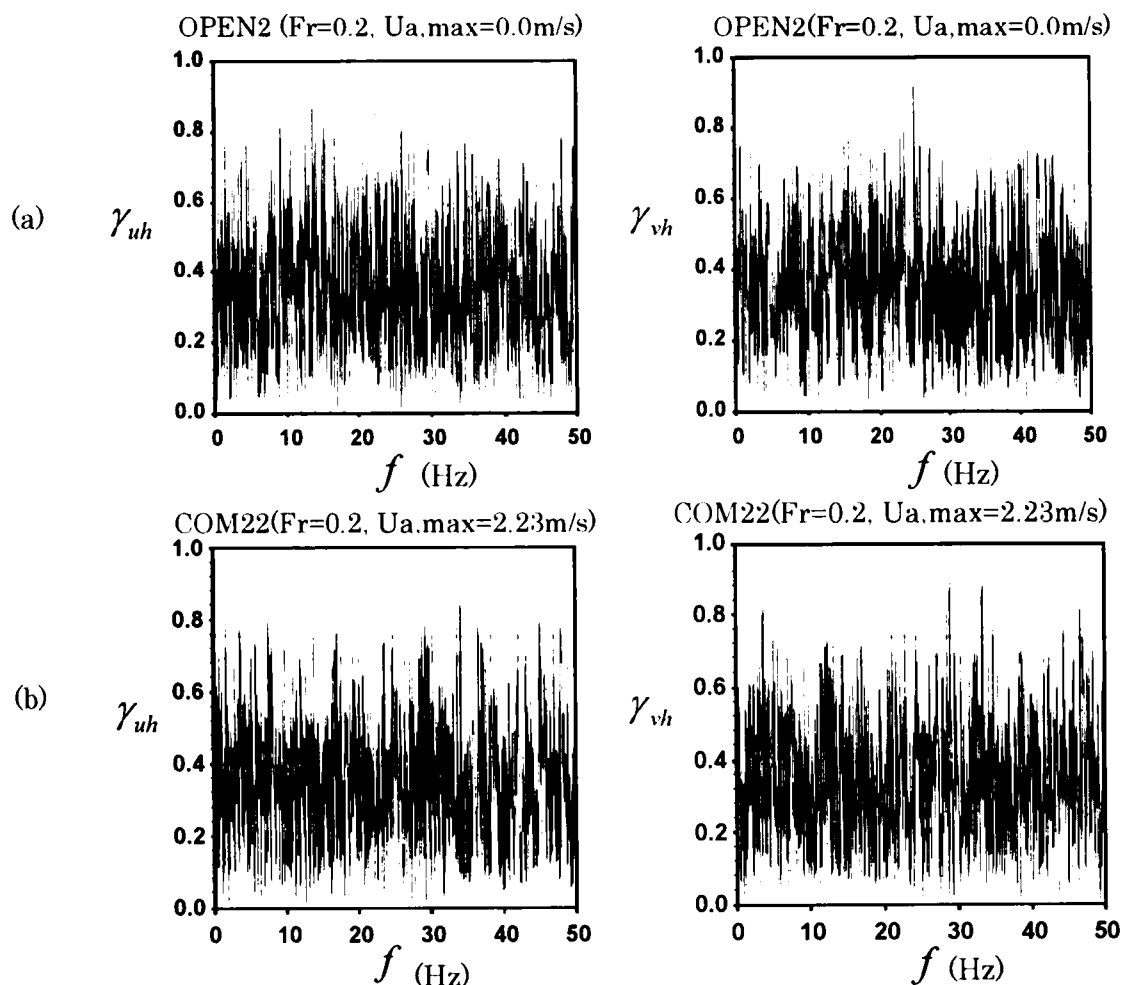 OPEN2 (Fr=0.2, Ua,max=0.0m/s)
OPEN2(Fr=0.2, Ua,max=0.0m/s)
(a)
γuh
1.0
0.8
0.6
0.4
0.2
0.0
0 10 20 30 40 50
f (Hz)
γvh
1.0
0.8
0.6
0.4
0.2
0.0
0 10 20 30 40 50
f (Hz)
COM22(Fr=0.2, Ua,max=2.23m/s)
COM22(Fr=0.2, Ua,max=2.23m/s)
(b)
γuh
1.0
0.8
0.6
0.4
0.2
0.0
0 10 20 30 40 50
f (Hz)
γvh
1.0
0.8
0.6
0.4
0.2
0.0
0 10 20 30 40 50
f (Hz)